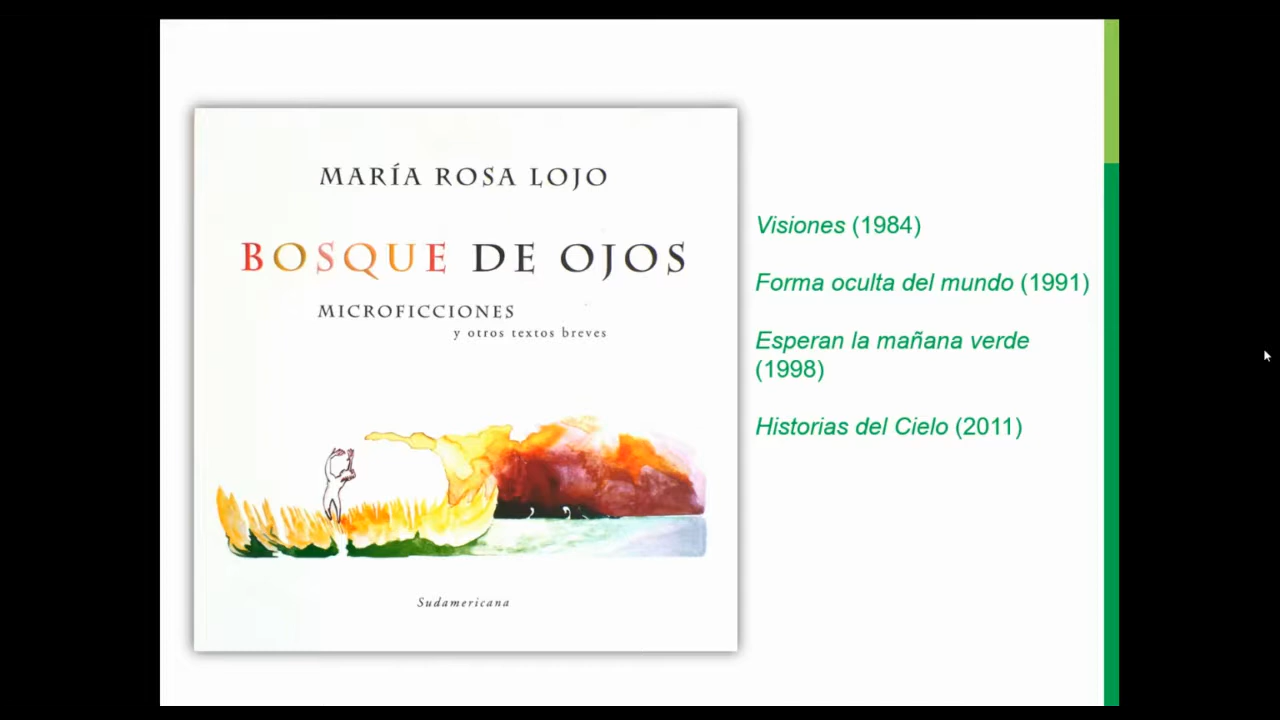 MARÍA ROSA LOJO
BOSQUE DE OJOS
MICROFICCIONES
y otros textos breves
Sudamericana
Visiones (1984)
Forma oculta del mundo (1991)
Esperan la mañana verde
(1998)
Historias del Cielo (2011)